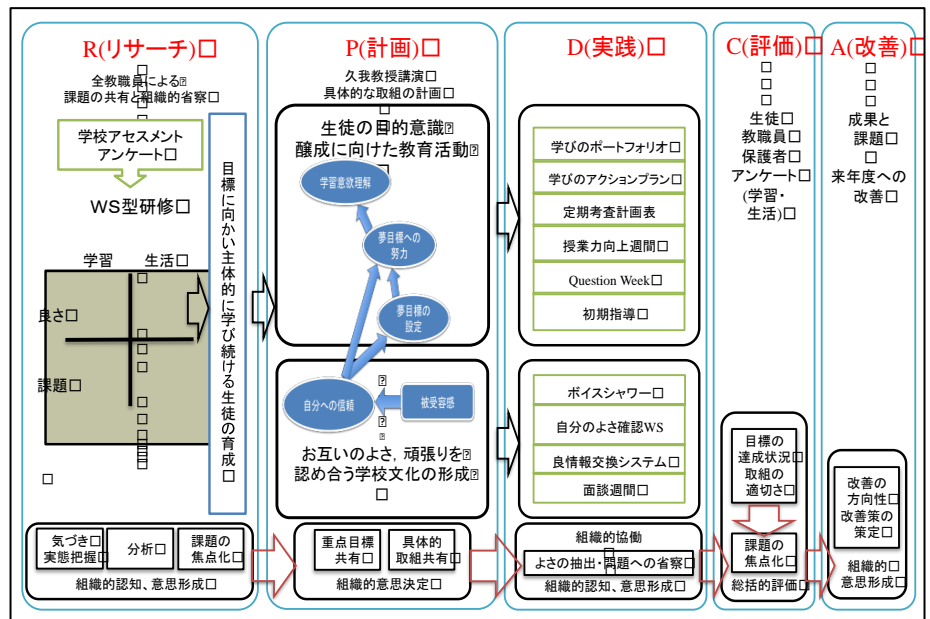 R(リサーチ)
全教職員による
課題の共有と組織的省察
学校アセスメント
アンケート
WS型研修
学習 生活
良さ
課題
目標に向かい主体的に学び続ける生徒の育成
気づき
実態把握
分析
課題の
焦点化
組織的認知、意思形成
P(計画)
久我教授講演
具体的な取組の計画
生徒の目的意識
醸成に向けた教育活動
学習意欲理解
夢目標への
努力
夢目標の
設定
自分への信頼
被受容感
お互いのよさ，頑張りを
認め合う学校文化の形成
重点目標
共有
具体的
取組共有
組織的意思決定
D(実践)
学びのポートフォリオ
学びのアクションプラン
定期考査計画表
授業力向上週間
Question Week
初期指導
ボイスシャワー
自分のよさ確認WS
良情報交換システム
面談週間
組織的協働
よさの抽出・問題への省察
組織的認知、意思形成
C(評価)
生徒
教職員
保護者
アンケート
(学習・
生活)
目標の
達成状況
取組の
適切さ
課題の
焦点化
総括的評価
A(改善)
成果と
課題
来年度への
改善
改善の
方向性
改善策の
策定
組織的
意思形成